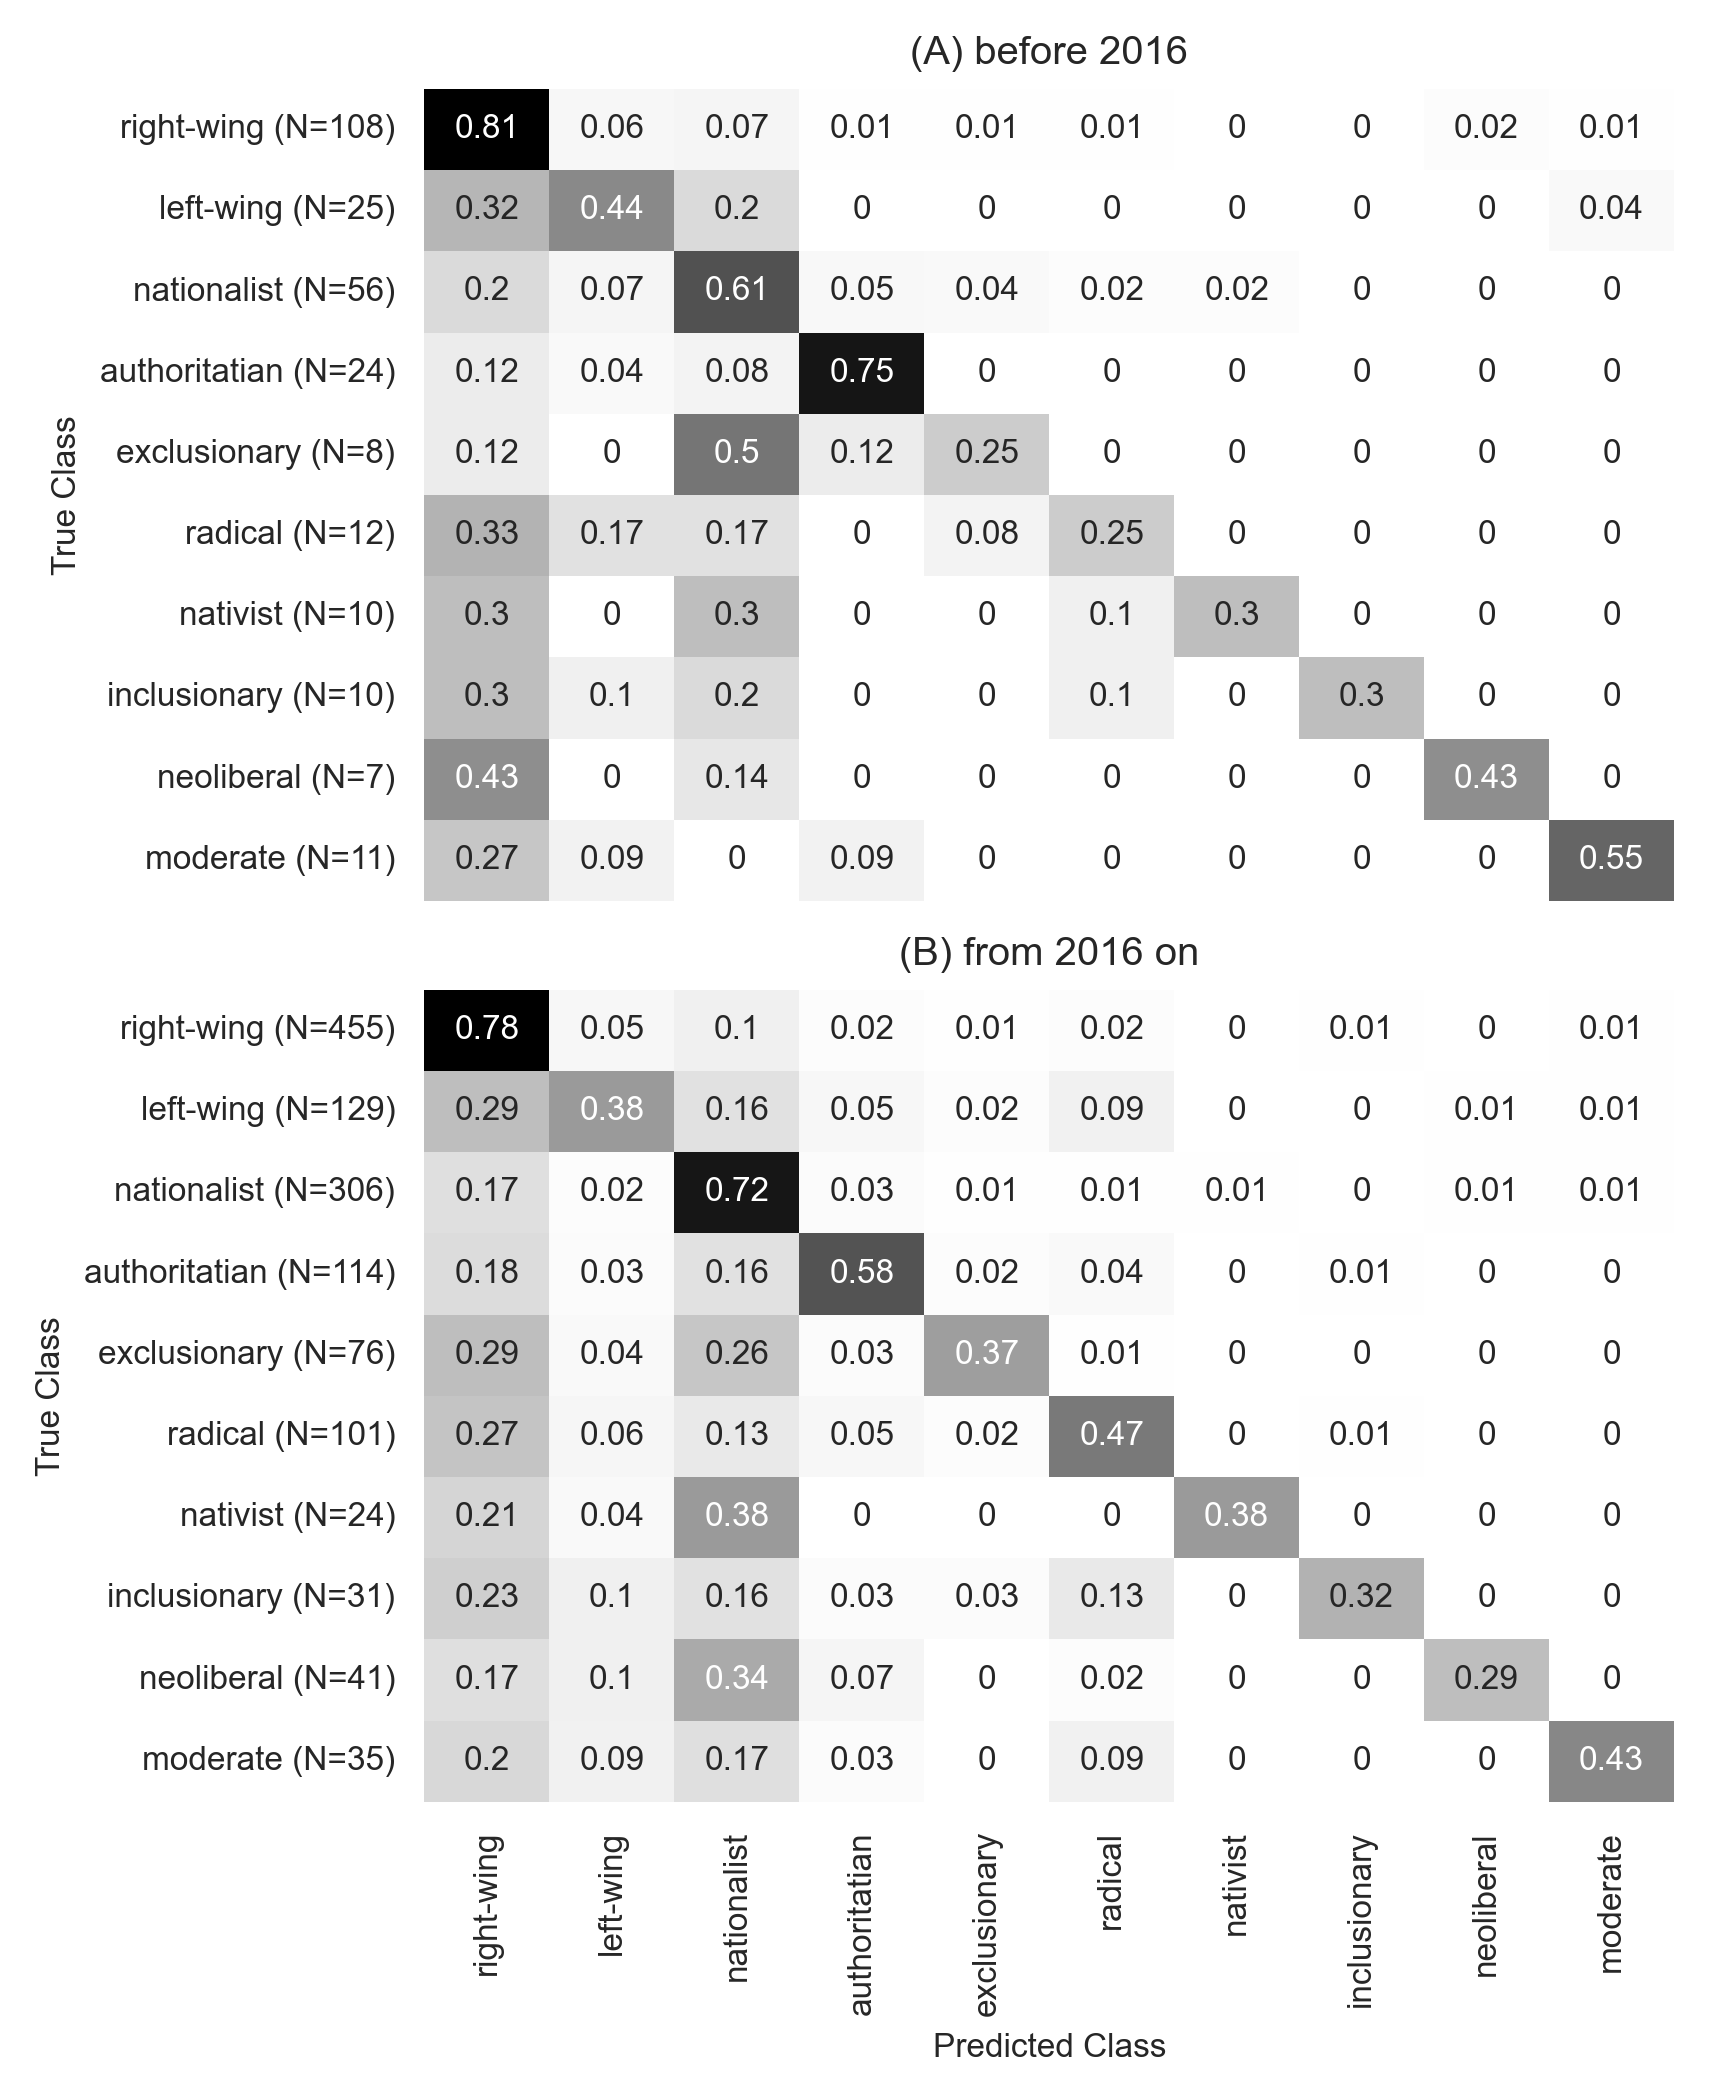 (A) before 2016
True Class
right-wing (N=108) 0.81 0.06 0.07 0.01 0.01 0.01 0 0 0.02 0.01
left-wing (N=25) 0.32 0.44 0.2 0 0 0 0 0 0 0.04
nationalist (N=56) 0.2 0.07 0.61 0.05 0.04 0.02 0.02 0 0 0
authoritatian (N=24) 0.12 0.04 0.08 0.75 0 0 0 0 0 0
exclusionary (N=8) 0.12 0 0.5 0.12 0.25 0 0 0 0 0
radical (N=12) 0.33 0.17 0.17 0 0.08 0.25 0 0 0 0
nativist (N=10) 0.3 0 0.3 0 0 0.1 0.3 0 0 0
inclusionary (N=10) 0.3 0.1 0.2 0 0 0.1 0 0.3 0 0
neoliberal (N=7) 0.43 0 0.14 0 0 0 0 0 0.43 0
moderate (N=11) 0.27 0.09 0 0.09 0 0 0 0 0 0.55
(B) from 2016 on
True Class
right-wing (N=455) 0.78 0.05 0.1 0.02 0.01 0.02 0 0.01 0 0.01
left-wing (N=129) 0.29 0.38 0.16 0.05 0.02 0.09 0 0 0.01 0.01
nationalist (N=306) 0.17 0.02 0.72 0.03 0.01 0.01 0.01 0 0.01 0.01
authoritatian (N=114) 0.18 0.03 0.16 0.58 0.02 0.04 0 0.01 0 0
exclusionary (N=76) 0.29 0.04 0.26 0.03 0.37 0.01 0 0 0 0
radical (N=101) 0.27 0.06 0.13 0.05 0.02 0.47 0 0.01 0 0
nativist (N=24) 0.21 0.04 0.38 0 0 0 0.38 0 0 0
inclusionary (N=31) 0.23 0.1 0.16 0.03 0.03 0.13 0 0.32 0 0
neoliberal (N=41) 0.17 0.1 0.34 0.07 0 0.02 0 0 0.29 0
moderate (N=35) 0.2 0.09 0.17 0.03 0 0.09 0 0 0 0.43
right-wing left-wing nationalist authoritatian exclusionary radical nativist inclusionary neoliberal moderate
Predicted Class